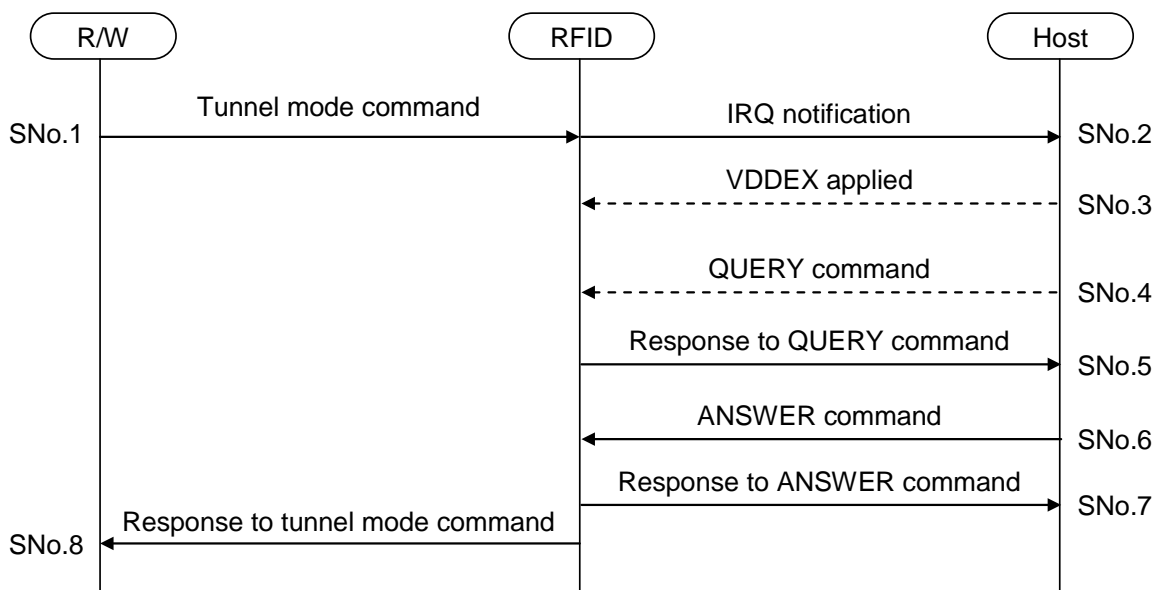 R/W
RFID
Host
Tunnel mode command
IRQ notification
SNo.1
SNo.2
VDDEX applied
SNo.3
QUERY command
SNo.4
Response to QUERY command
SNo.5
ANSWER command
SNo.6
Response to ANSWER command
SNo.7
Response to tunnel mode command
SNo.8